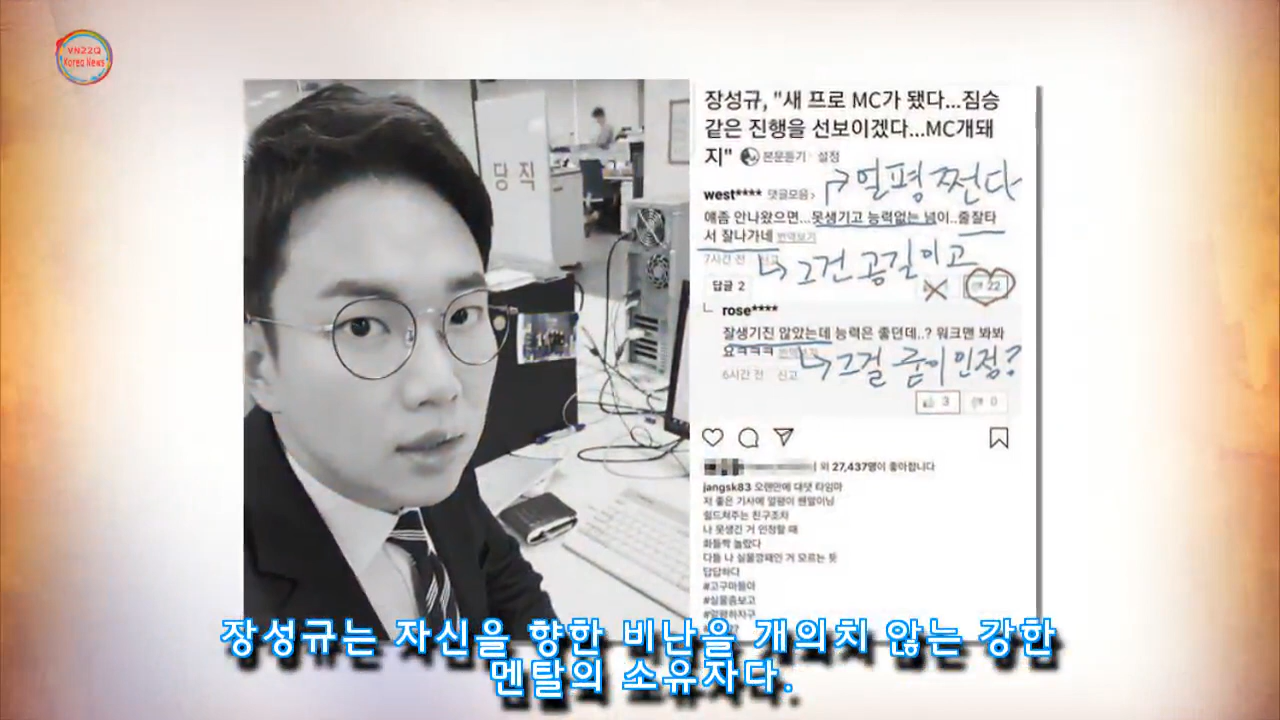 VN22Q
Korea News
당직
장성규, "새 프로 MC가 됐다...짐승
같은 진행을 선보이겠다...MC개돼
지" 본문듣기 · 설정
얼평 쩐다
west**** 댓글모음 >
얘좀 안나왔으면...못생기고 능력없는 넘이..줄잘타
서 잘나가네 번역보기
7시간 전 신고
그건 공길이고
답글 2
22
rose****
잘생기진 않았는데 능력은 좋던데..? 워크맨 봐봐
요ㅋㅋㅋ
그걸 굳이 인정?
6시간 전 신고
3 0
외 27,437명이 좋아합니다
jangsk83 오랜만에 대댓 타임마
저 좋은 기사에 얼평이 웬말이닝
쉴드쳐주는 친구조차
나 못생긴 거 인정할 때
화들짝 놀랐다
다들 나 실물깡패인 거 모르는 듯
답답하다
#고구마들아
#실물좀보고
#얼평하자구
장성규는 자신을 향한 비난을 개의치 않는 강한
멘탈의 소유자다.